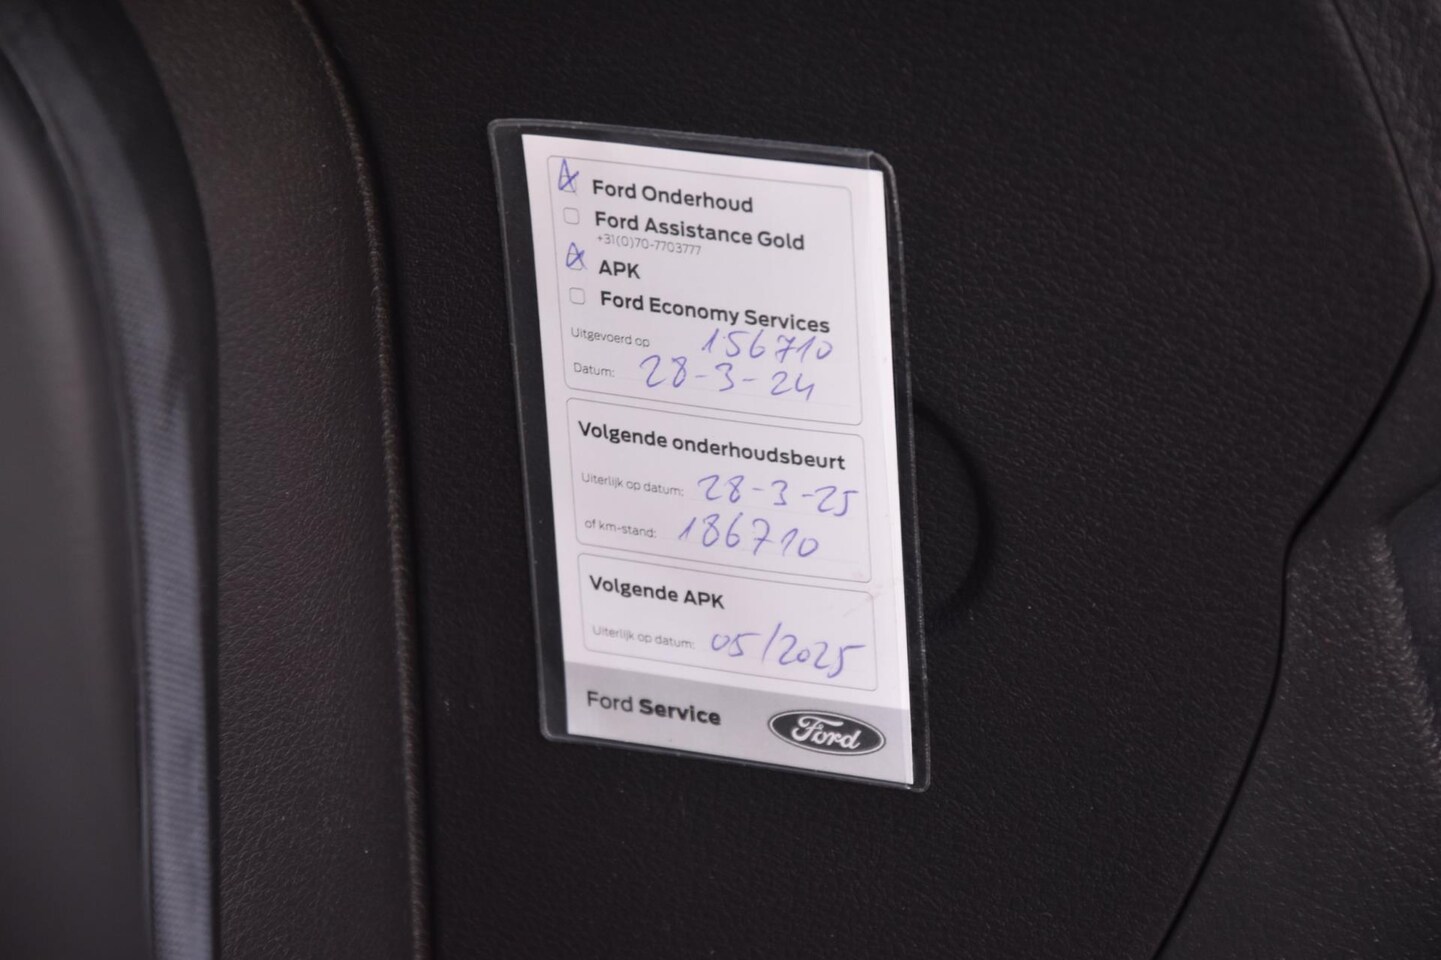 Ford Onderhoud
Ford Assistance Gold
+31(0)70-7703777
APK
Ford Economy Services
Uitgevoerd op 156710
Datum: 28-3-24
Volgende onderhoudsbeurt
Uiterlijk op datum: 28-3-25
of km-stand: 186710
Volgende APK
Uiterlijk op datum: 05/2025
Ford Service Ford